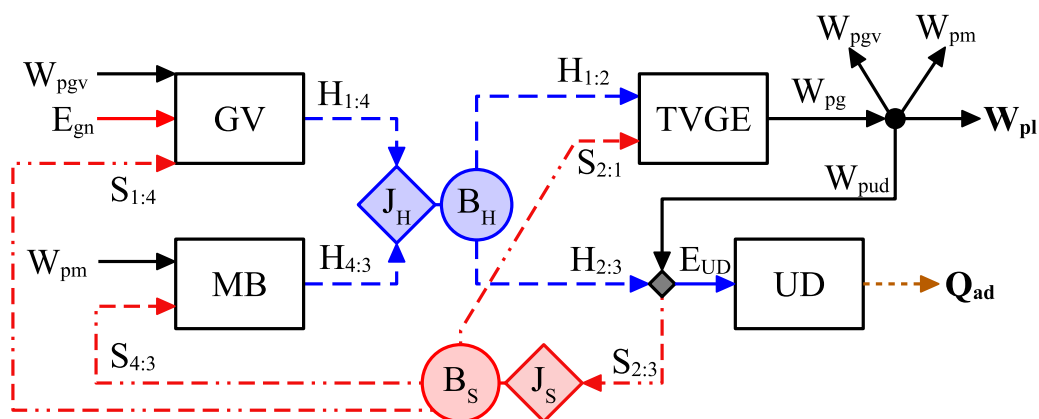 W_pgv
E_gn
GV
S_1:4
H_1:4
W_pm
MB
S_4:3
H_4:3
J_H
B_H
H_1:2
S_2:1
TVGE
W_pg
W_pgv
W_pm
W_pl
W_pud
H_2:3
E_UD
UD
Q_ad
B_S
J_S
S_2:3